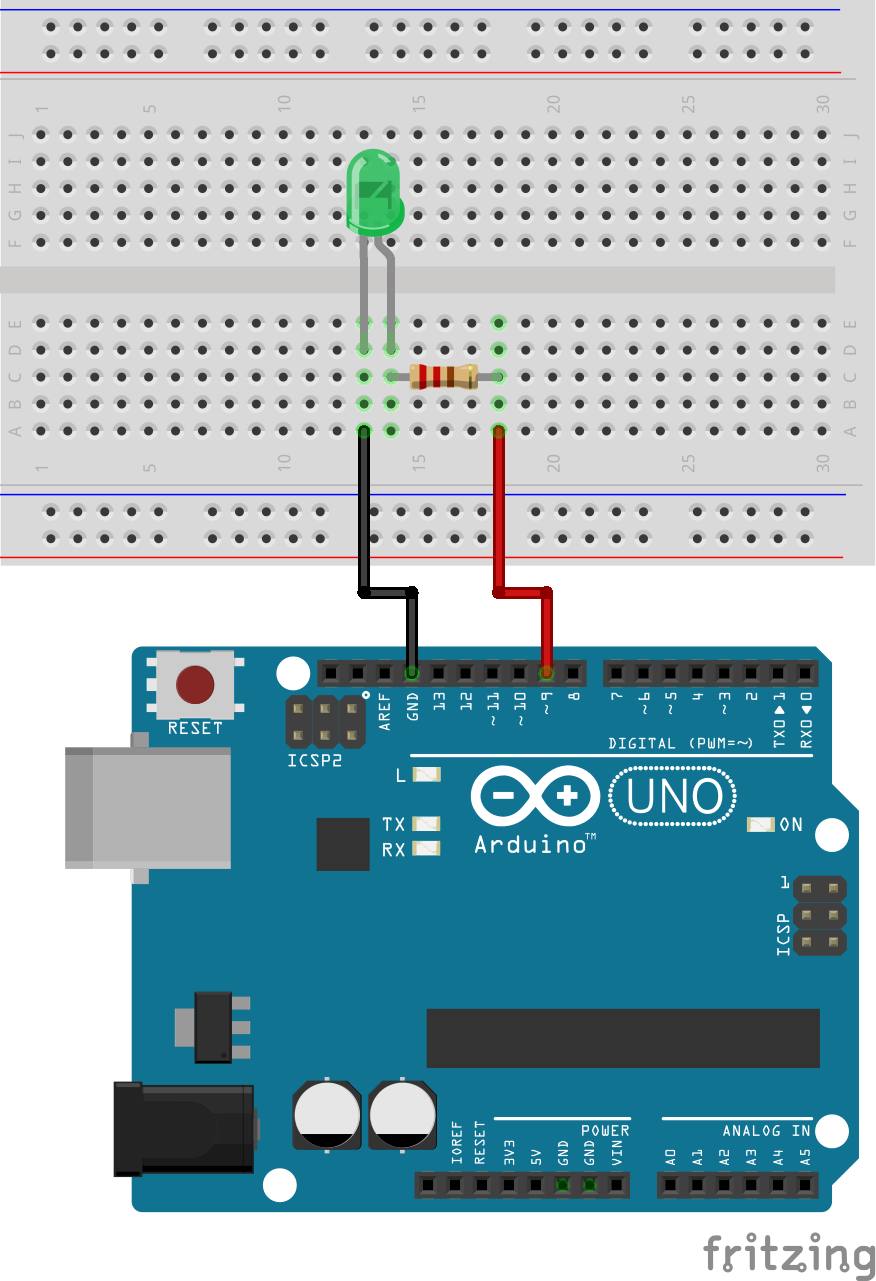 1 5 10 15 20 25 30
J J
I I
H H
G G
F F
E E
D D
C C
B B
A A
1 5 10 15 20 25 30
RESET
ICSP2
AREF
GND
13
12
~11
~10
~9
8
7
~6
~5
4
~3
2
TX0▶1
RX0◀0
DIGITAL (PWM=~)
L
TX
RX
UNO
Arduino™
ON
1
ICSP
IOREF
RESET
3V3
5V
GND
GND
VIN
POWER
ANALOG IN
A0
A1
A2
A3
A4
A5
fritzing